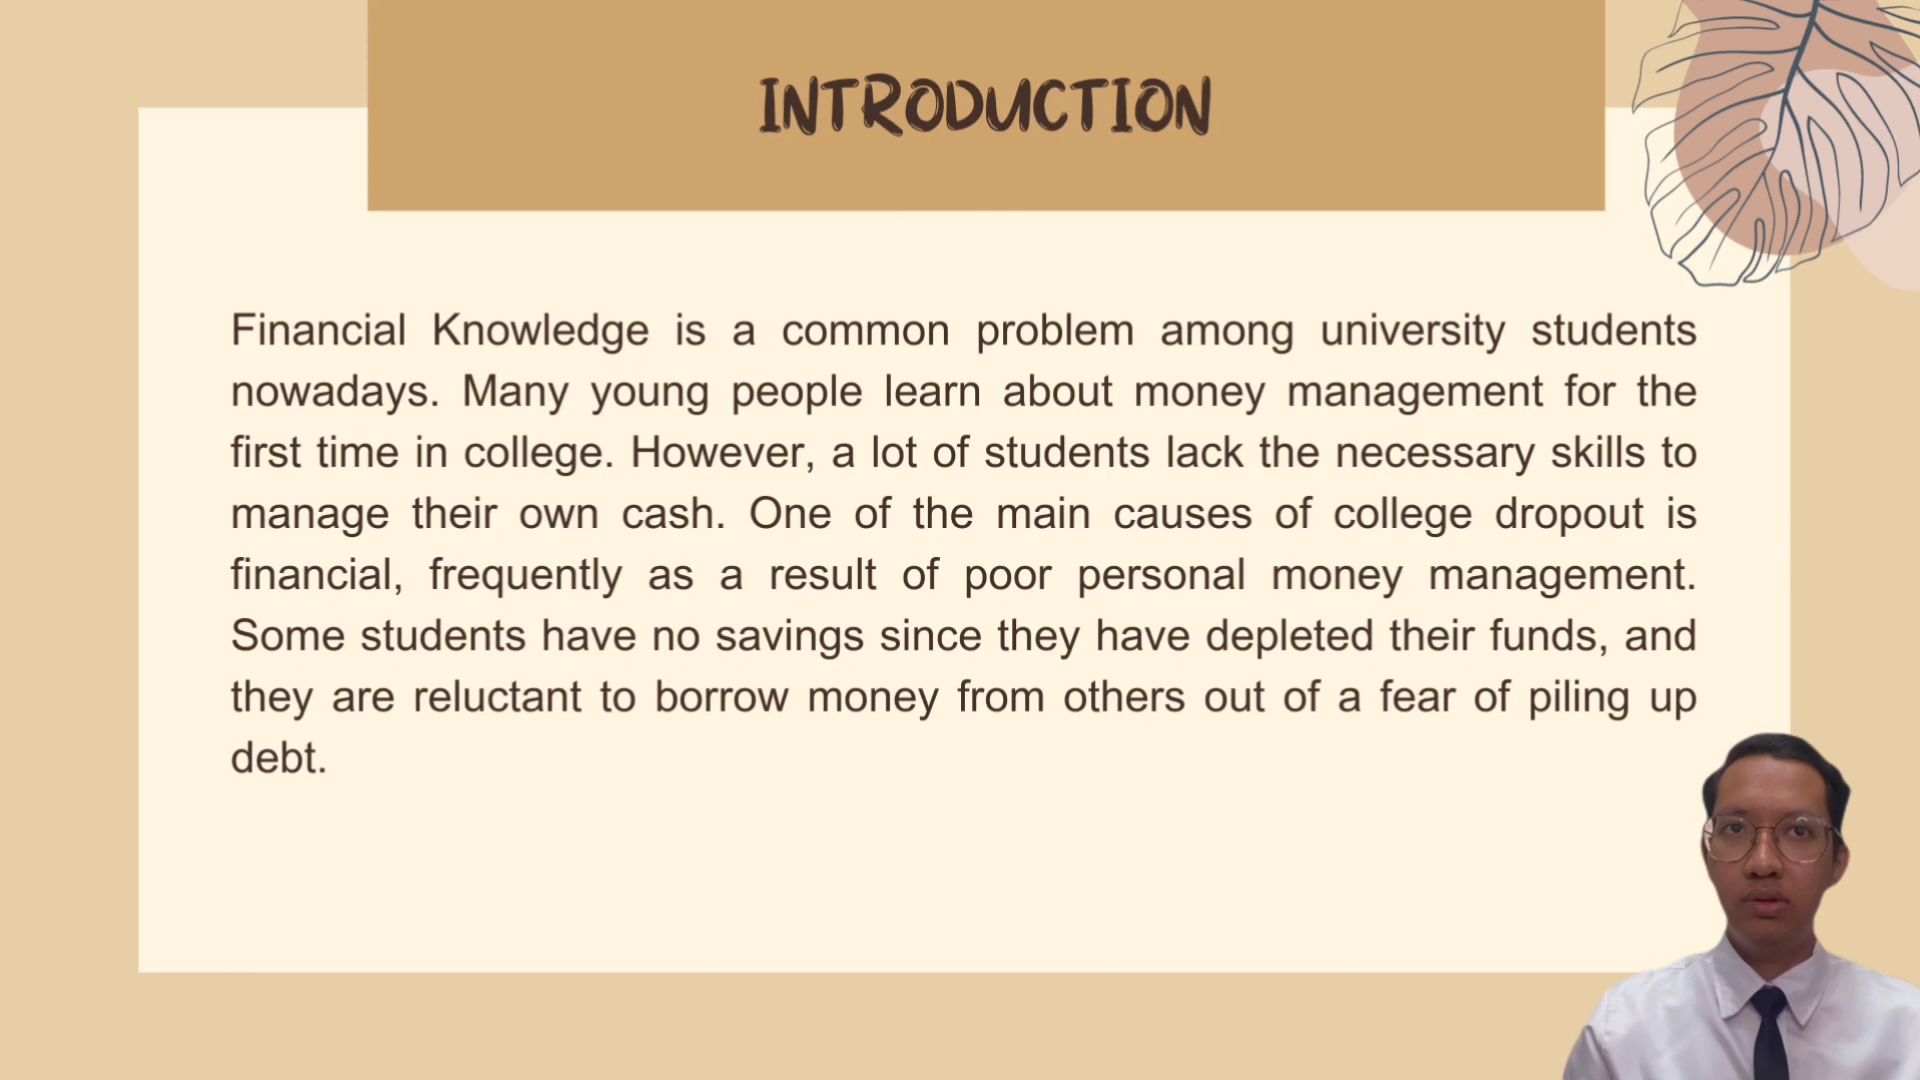 INTRODUCTION
Financial Knowledge is a common problem among university students
nowadays. Many young people learn about money management for the
first time in college. However, a lot of students lack the necessary skills to
manage their own cash. One of the main causes of college dropout is
financial, frequently as a result of poor personal money management.
Some students have no savings since they have depleted their funds, and
they are reluctant to borrow money from others out of a fear of piling up
debt.